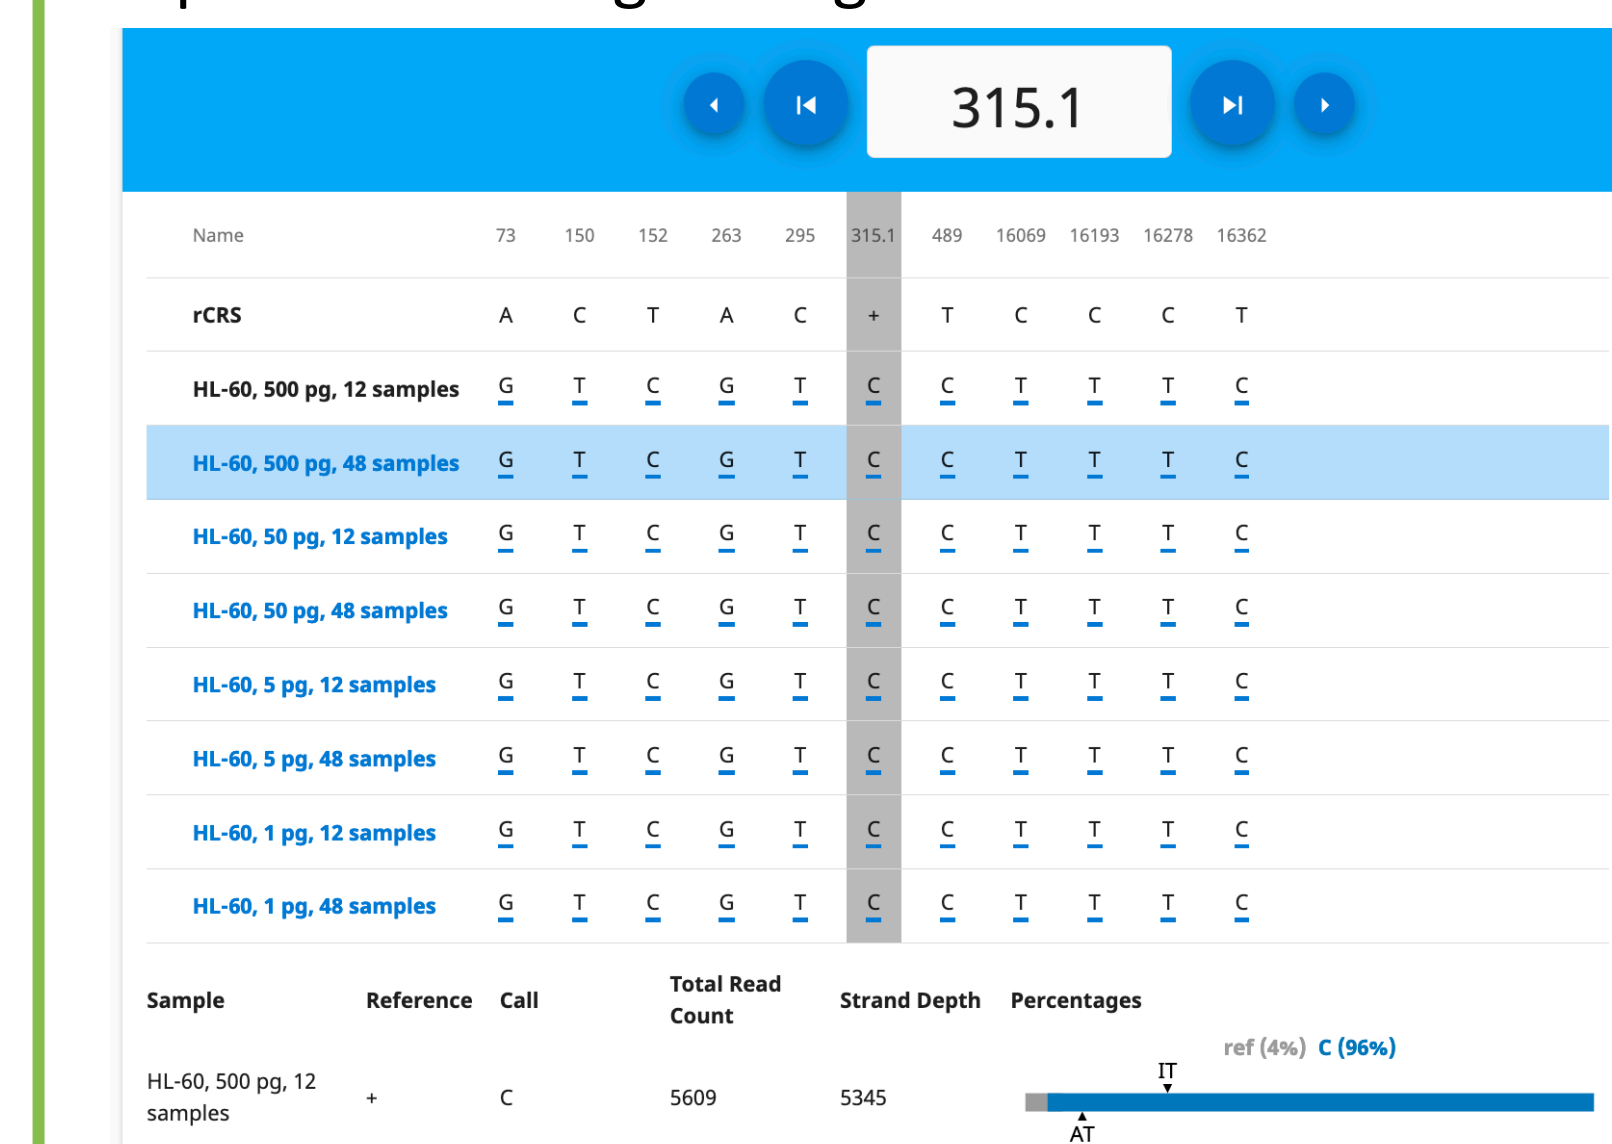 315.1
Name 73 150 152 263 295 315.1 489 16069 16193 16278 16362
rCRS A C T A C + T C C C T
HL-60, 500 pg, 12 samples G T C G T C C T T T C
HL-60, 500 pg, 48 samples G T C G T C C T T T C
HL-60, 50 pg, 12 samples G T C G T C C T T T C
HL-60, 50 pg, 48 samples G T C G T C C T T T C
HL-60, 5 pg, 12 samples G T C G T C C T T T C
HL-60, 5 pg, 48 samples G T C G T C C T T T C
HL-60, 1 pg, 12 samples G T C G T C C T T T C
HL-60, 1 pg, 48 samples G T C G T C C T T T C
Sample Reference Call Total Read Count Strand Depth Percentages
ref (4%) C (96%)
IT
HL-60, 500 pg, 12 samples + C 5609 5345
AT